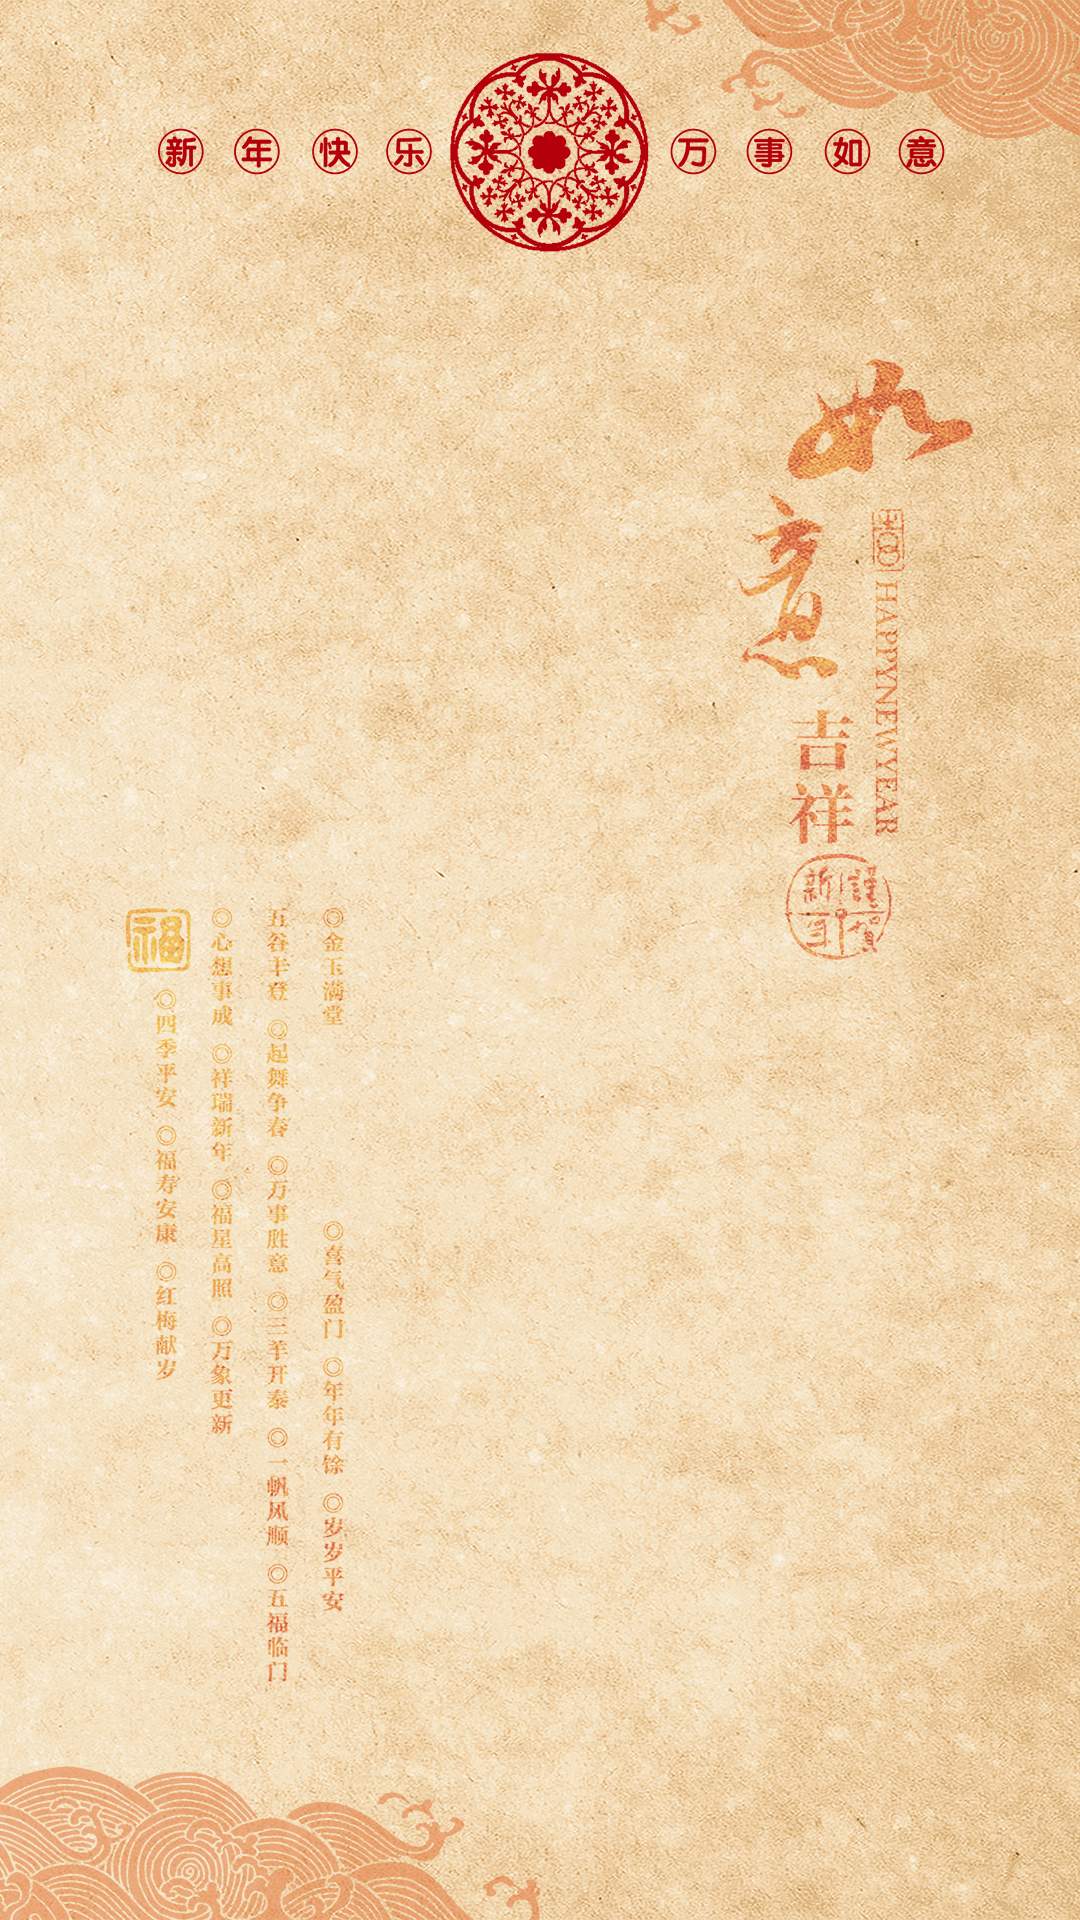 新年快乐 万事如意
如意
HAPPYNEWYEAR
吉祥
謹賀新年
◎金玉满堂 ◎喜气盈门 ◎年年有馀 ◎岁岁平安
五谷丰登 ◎起舞争春 ◎万事胜意 ◎三羊开泰 ◎一帆风顺 ◎五福临门
◎心想事成 ◎祥瑞新年 ◎福星高照 ◎万象更新
福
◎四季平安 ◎福寿安康 ◎红梅献岁